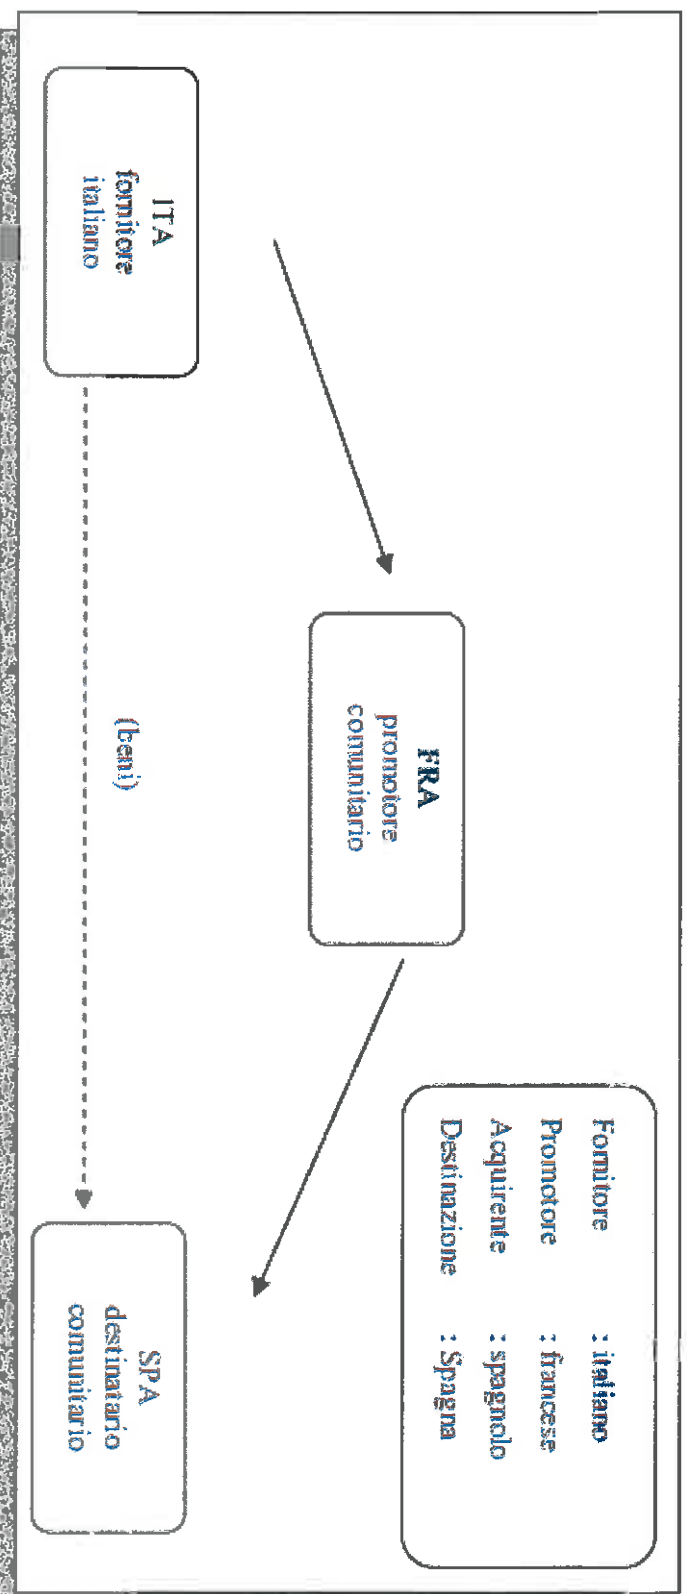 Fornitore : italiano
Promotore : francese
Acquirente : spagnolo
Destinazione : Spagna
FRA
promotore
comunitario
ITA
fornitore
italiano
(beni)
SPA
destinatario
comunitario